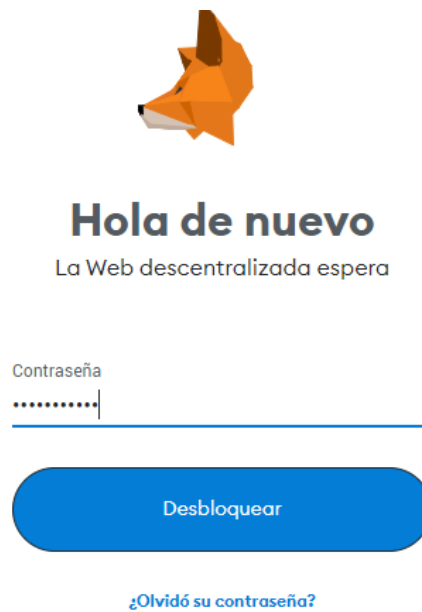 Hola de nuevo
La Web descentralizada espera
Contraseña
•••••••••••
Desbloquear
¿Olvidó su contraseña?